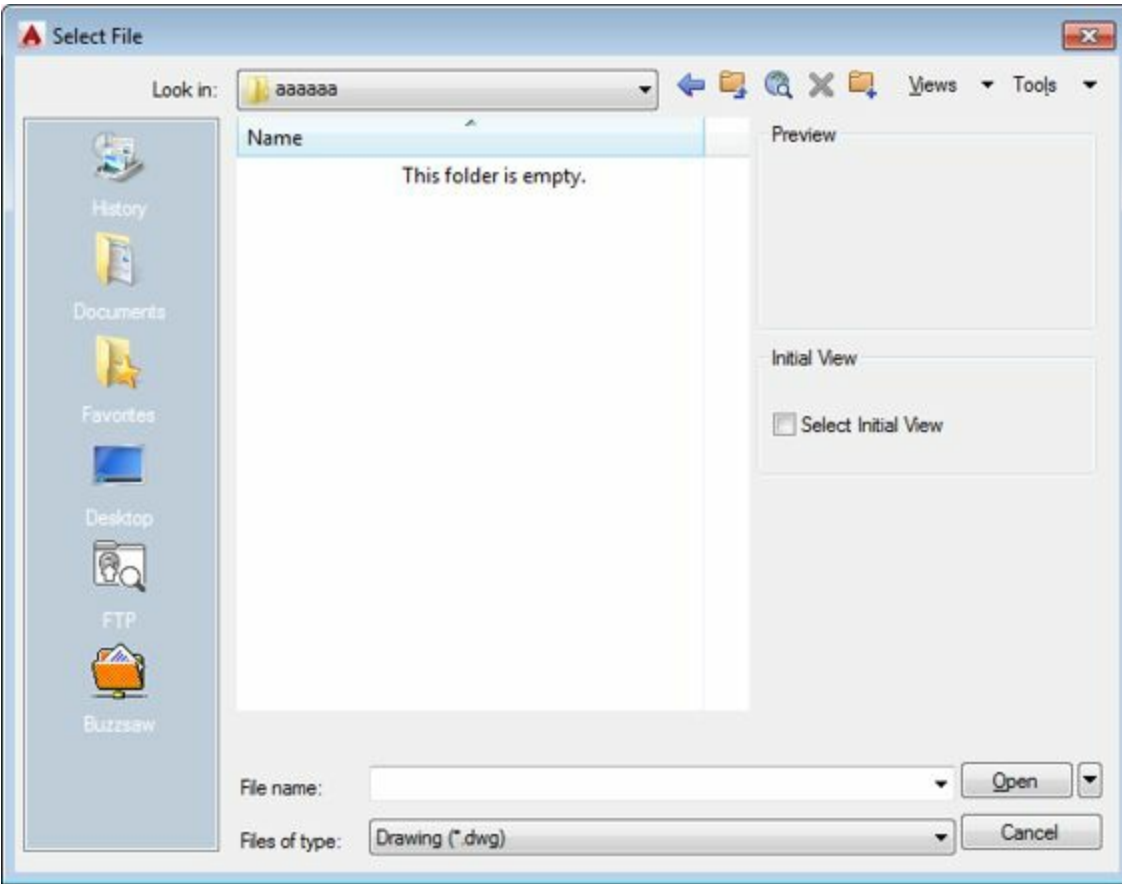 Select File
Look in:
aaaaaa
Views
Tools
Name
This folder is empty.
Preview
History
Documents
Favorites
Desktop
FTP
Buzzsaw
Initial View
Select Initial View
File name:
Open
Files of type:
Drawing (*.dwg)
Cancel